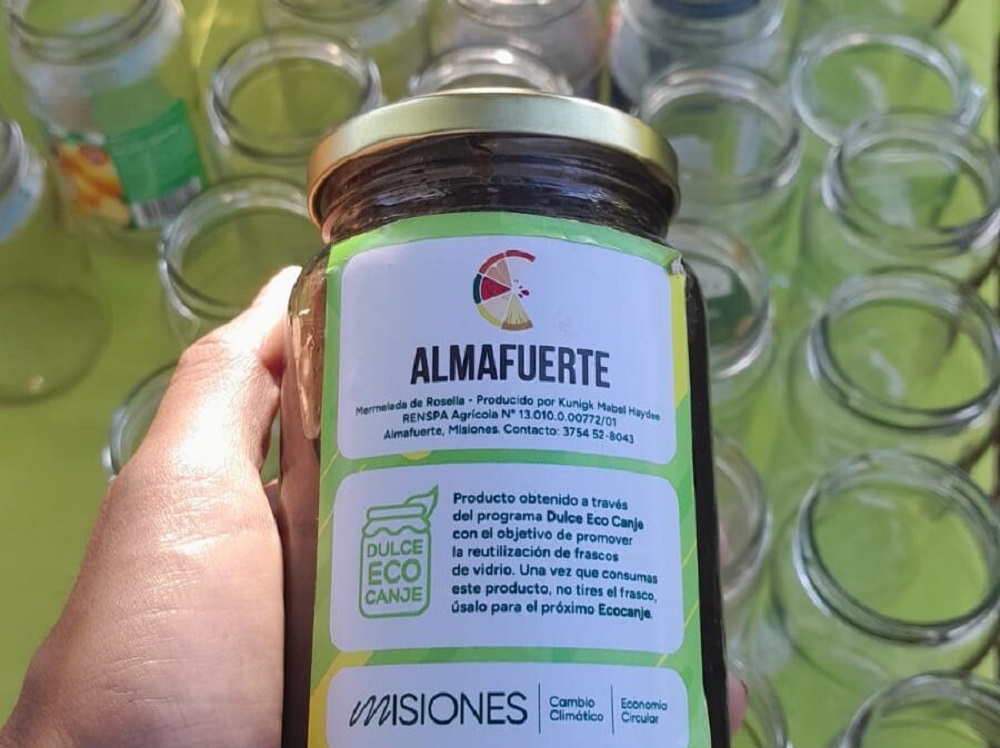 ALMAFUERTE
Mermelada de Rosella - Producido por Kunigk Mabel Haydee
RENSPA Agrícola N° 13.010.0.00772/01
Almafuerte, Misiones. Contacto: 3754 52-8043
DULCE
ECO
CANJE
Producto obtenido a través
del programa Dulce Eco Canje
con el objetivo de promover
la reutilización de frascos
de vidrio. Una vez que consumas
este producto, no tires el frasco,
úsalo para el próximo Ecocanje.
MISIONES
Cambio
Climático
Economía
Circular